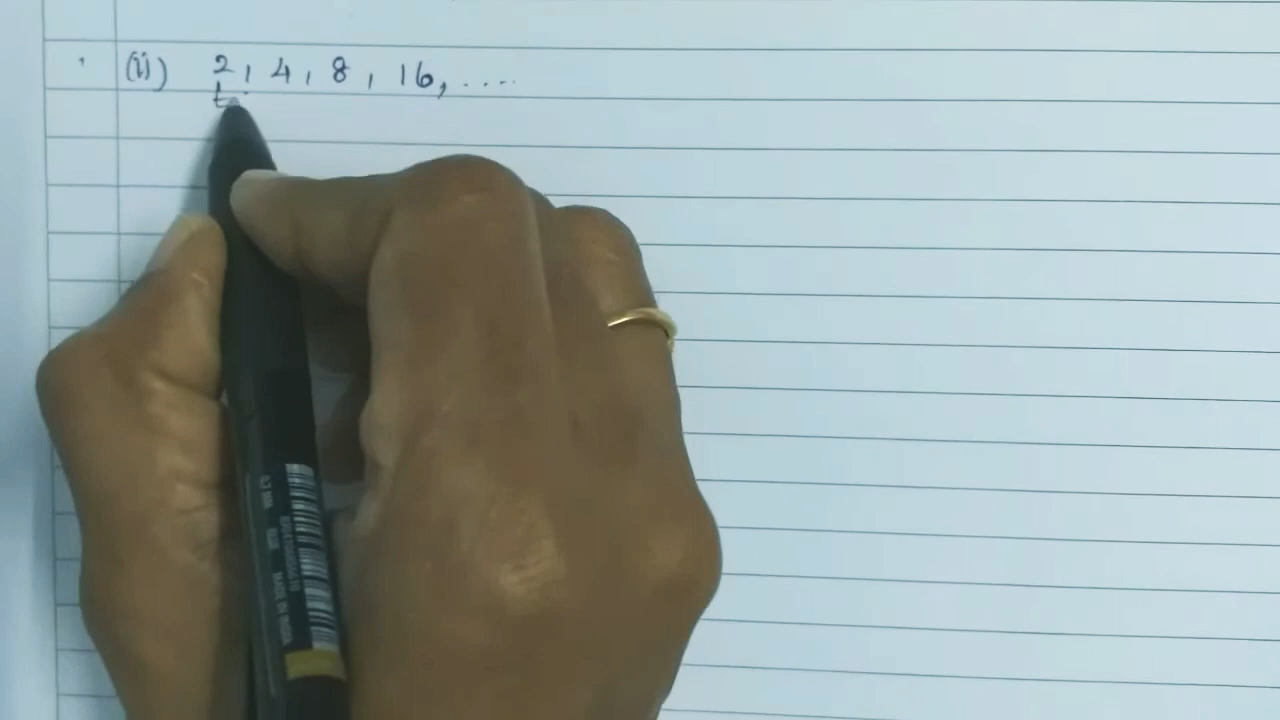 (ii) 2, 4, 8, 16, ....
t